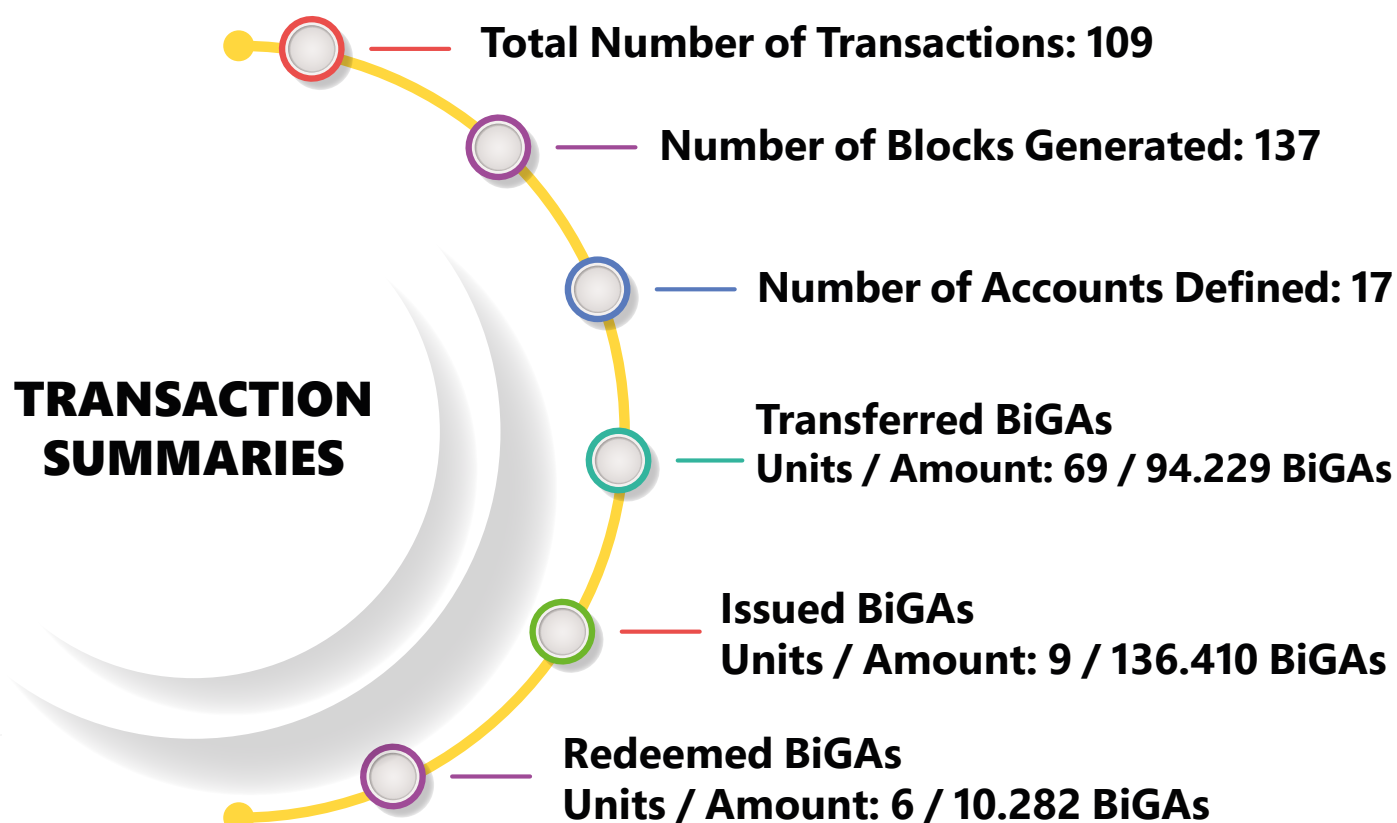 Total Number of Transactions: 109
Number of Blocks Generated: 137
Number of Accounts Defined: 17
TRANSACTION
SUMMARIES
Transferred BiGAs
Units / Amount: 69 / 94.229 BiGAs
Issued BiGAs
Units / Amount: 9 / 136.410 BiGAs
Redeemed BiGAs
Units / Amount: 6 / 10.282 BiGAs